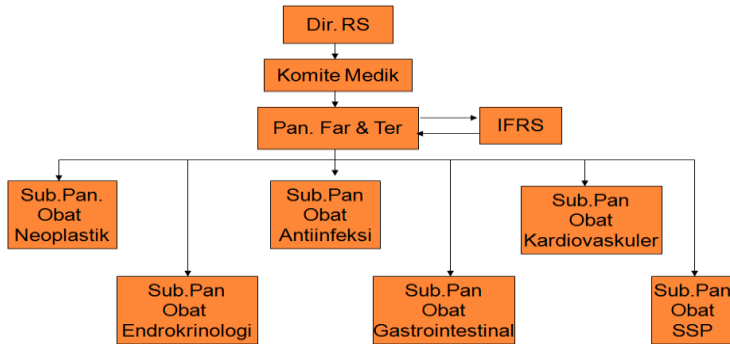 Dir. RS
Komite Medik
Pan. Far & Ter
IFRS
Sub.Pan.
Obat
Neoplastik
Sub.Pan
Obat
Antiinfeksi
Sub.Pan
Obat
Kardiovaskuler
Sub.Pan
Obat
Endrokrinologi
Sub.Pan
Obat
Gastrointestinal
Sub.Pan
Obat
SSP